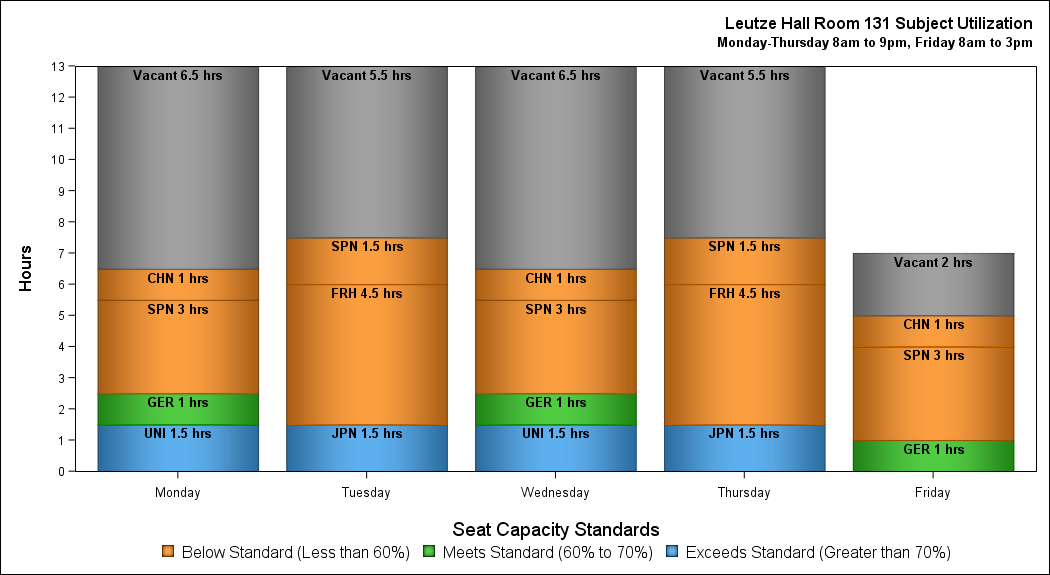 Leutze Hall Room 131 Subject Utilization
Monday-Thursday 8am to 9pm, Friday 8am to 3pm
Hours
13
12
11
10
9
8
7
6
5
4
3
2
1
0
Vacant 6.5 hrs
CHN 1 hrs
SPN 3 hrs
GER 1 hrs
UNI 1.5 hrs
Vacant 5.5 hrs
SPN 1.5 hrs
FRH 4.5 hrs
JPN 1.5 hrs
Vacant 6.5 hrs
CHN 1 hrs
SPN 3 hrs
GER 1 hrs
UNI 1.5 hrs
Vacant 5.5 hrs
SPN 1.5 hrs
FRH 4.5 hrs
JPN 1.5 hrs
Vacant 2 hrs
CHN 1 hrs
SPN 3 hrs
GER 1 hrs
Monday Tuesday Wednesday Thursday Friday
Seat Capacity Standards
Below Standard (Less than 60%) Meets Standard (60% to 70%) Exceeds Standard (Greater than 70%)